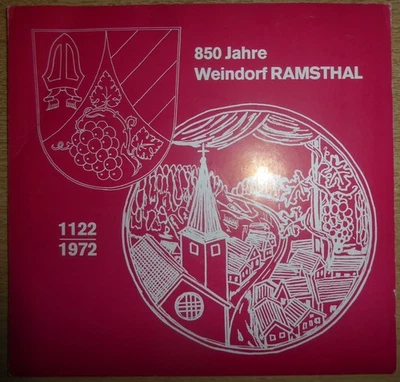 850 Jahre
Weindorf RAMSTHAL
1122
1972